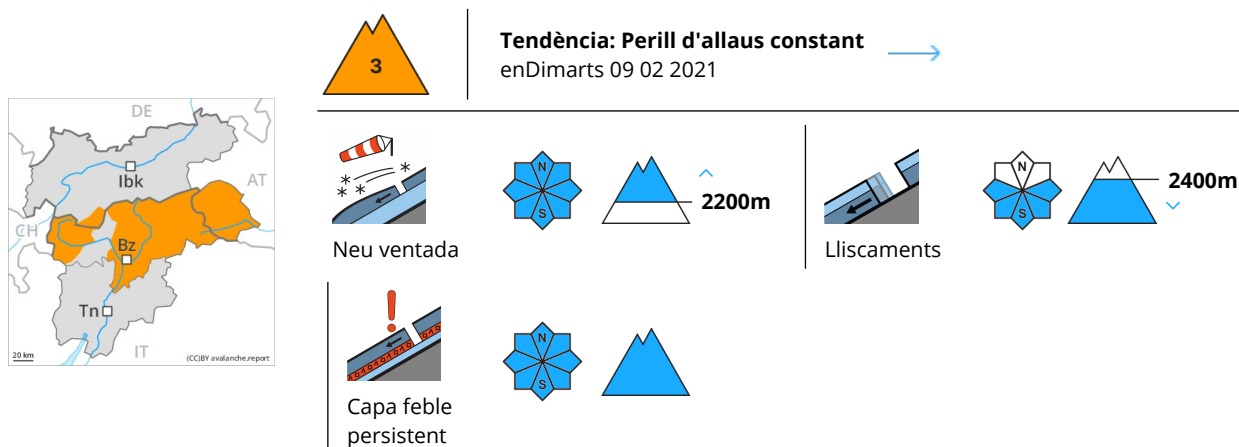 3
Tendència: Perill d'allaus constant
enDimarts 09 02 2021
DE
Ibk
AT
CH
Bz
Tn
IT
20 km
(CC)BY avalanche.report
N
S
2200m
Neu ventada
N
S
2400m
Lliscaments
N
S
Capa feble
persistent